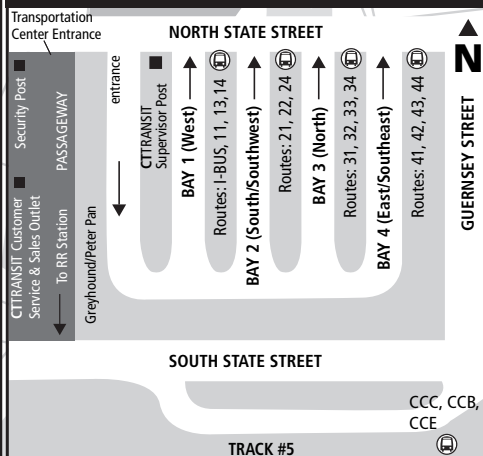 Transportation
Center Entrance
NORTH STATE STREET
N
GUERNSEY STREET
Security Post
PASSAGEWAY
CTTRANSIT Customer
Service & Sales Outlet
To RR Station
Greyhound/Peter Pan
entrance
CTTRANSIT
Supervisor Post
BAY 1 (West)
Routes: I-BUS, 11, 13,14
BAY 2 (South/Southwest)
Routes: 21, 22, 24
BAY 3 (North)
Routes: 31, 32, 33, 34
BAY 4 (East/Southeast)
Routes: 41, 42, 43, 44
SOUTH STATE STREET
CCC, CCB,
CCE
TRACK #5